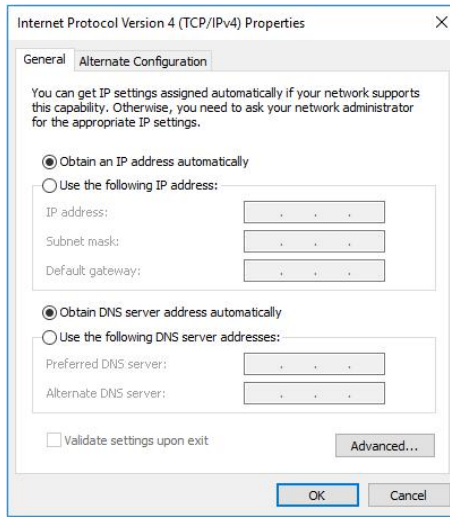 Internet Protocol Version 4 (TCP/IPv4) Properties
General
Alternate Configuration
You can get IP settings assigned automatically if your network supports
this capability. Otherwise, you need to ask your network administrator
for the appropriate IP settings.
Obtain an IP address automatically
Use the following IP address:
IP address:
Subnet mask:
Default gateway:
Obtain DNS server address automatically
Use the following DNS server addresses:
Preferred DNS server:
Alternate DNS server:
Validate settings upon exit
Advanced...
OK
Cancel